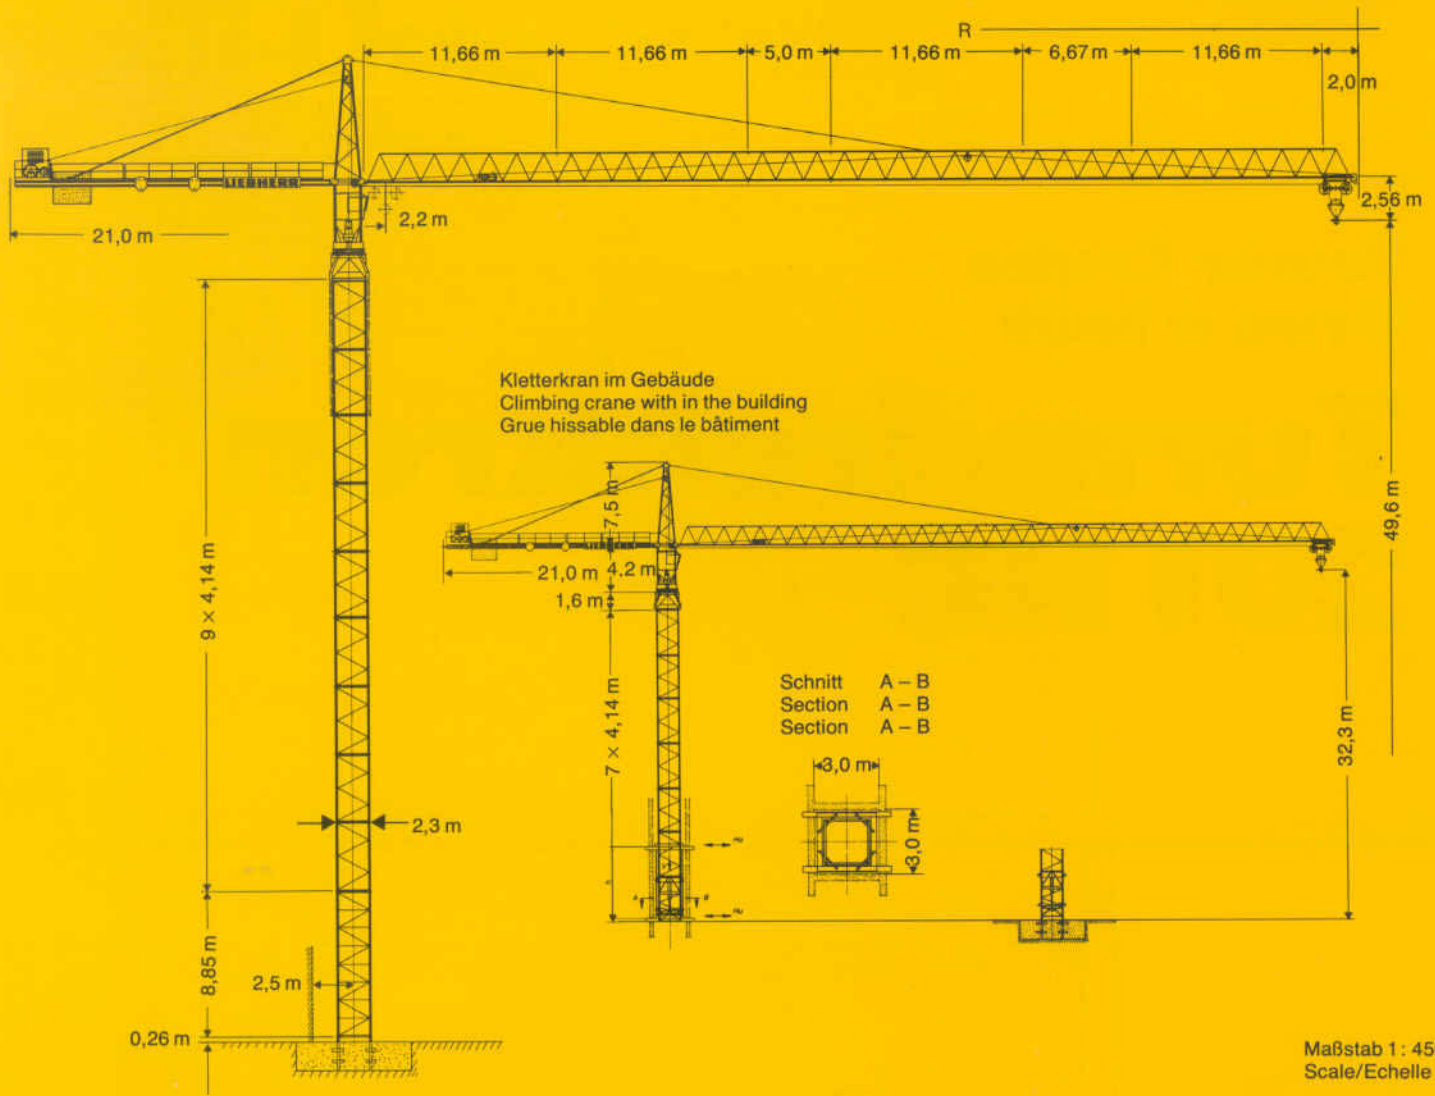 R
11,66 m 11,66 m 5,0 m 11,66 m 6,67 m 11,66 m
2,0 m
LIEBHERR
2,56 m
2,2 m
21,0 m
Kletterkran im Gebäude
Climbing crane with in the building
Grue hissable dans le bâtiment
9 × 4,14 m
49,6 m
7,5 m
LIEBHERR
21,0 m 4.2 m
1,6 m
7 × 4,14 m
Schnitt A – B
Section A – B
Section A – B
32,3 m
3,0 m
3,0 m
2,3 m
8,85 m
2,5 m
0,26 m
Maßstab 1 : 45
Scale/Echelle